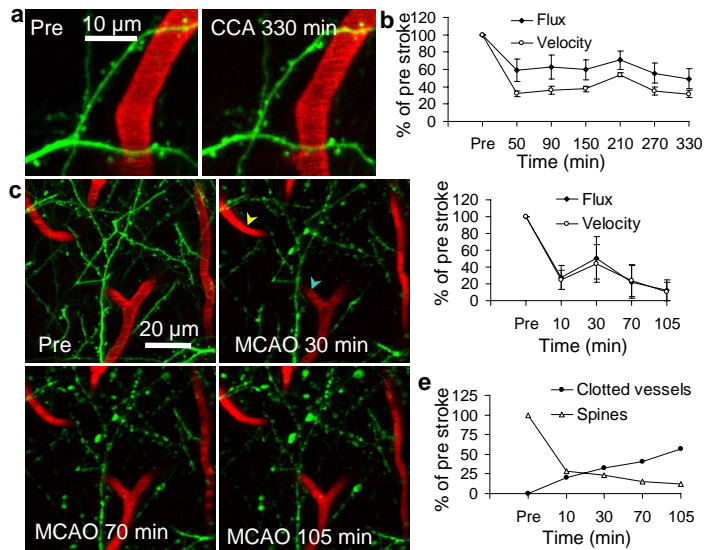 a
Pre
10 µm
CCA 330 min
b
Flux
Velocity
% of pre stroke
120
100
80
60
40
20
0
Pre 50 90 150 210 270 330
Time (min)
c
Pre
20 µm
MCAO 30 min
MCAO 70 min
MCAO 105 min
Flux
Velocity
% of pre stroke
120
100
80
60
40
20
0
Pre 10 30 70 105
Time (min)
e
Clotted vessels
Spines
% of pre stroke
125
100
75
50
25
0
Pre 10 30 70 105
Time (min)